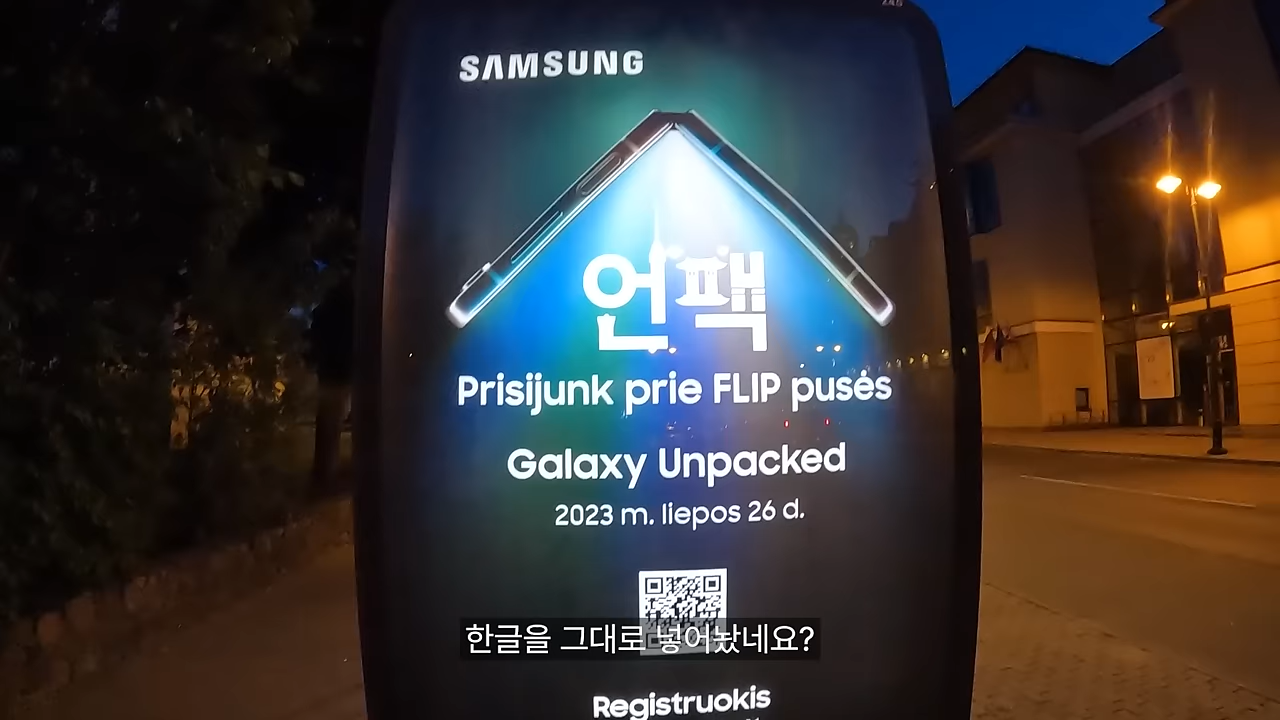 SAMSUNG
언팩
Prisijunk prie FLIP pusės
Galaxy Unpacked
2023 m. liepos 26 d.
한글을 그대로 넣어놨네요?
Registruokis